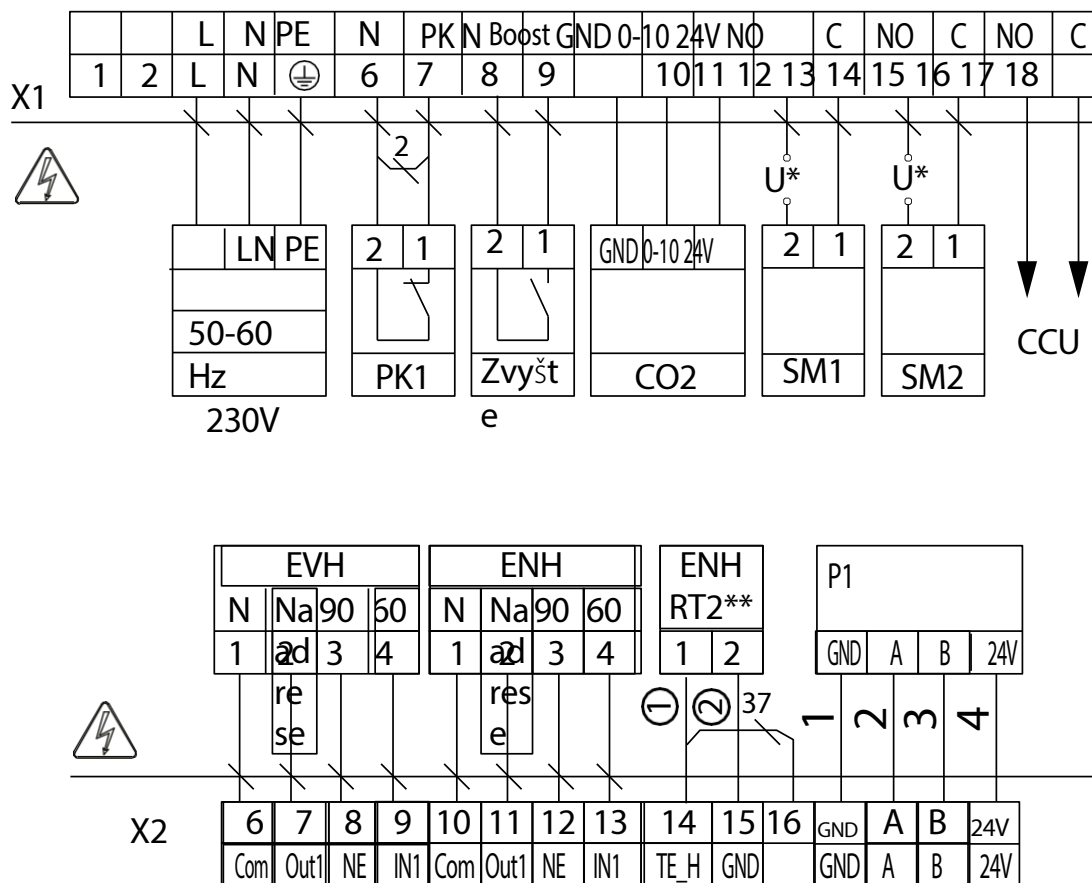 L N PE N PK N Boost GND 0-10 24V NO C NO C NO C
1 2 L N 6 7 8 9 10 11 12 13 14 15 16 17 18
X1
2
U* U*
LN PE 2 1 2 1 GND 0-10 24V 2 1 2 1
50-60
Hz
230V
PK1
Zvyšt
e
CO2
SM1
SM2
CCU
EVH ENH ENH P1
RT2**
N Na 90 60 N Na 90 60
1 2 3 4 1 2 3 4 1 2 GND A B 24V
ad
re
se
ad
res
e
1 2 37 1 2 3 4
X2
6 7 8 9 10 11 12 13 14 15 16 GND A B 24V
Com Out1 NE IN1 Com Out1 NE IN1 TE_H GND GND A B 24V